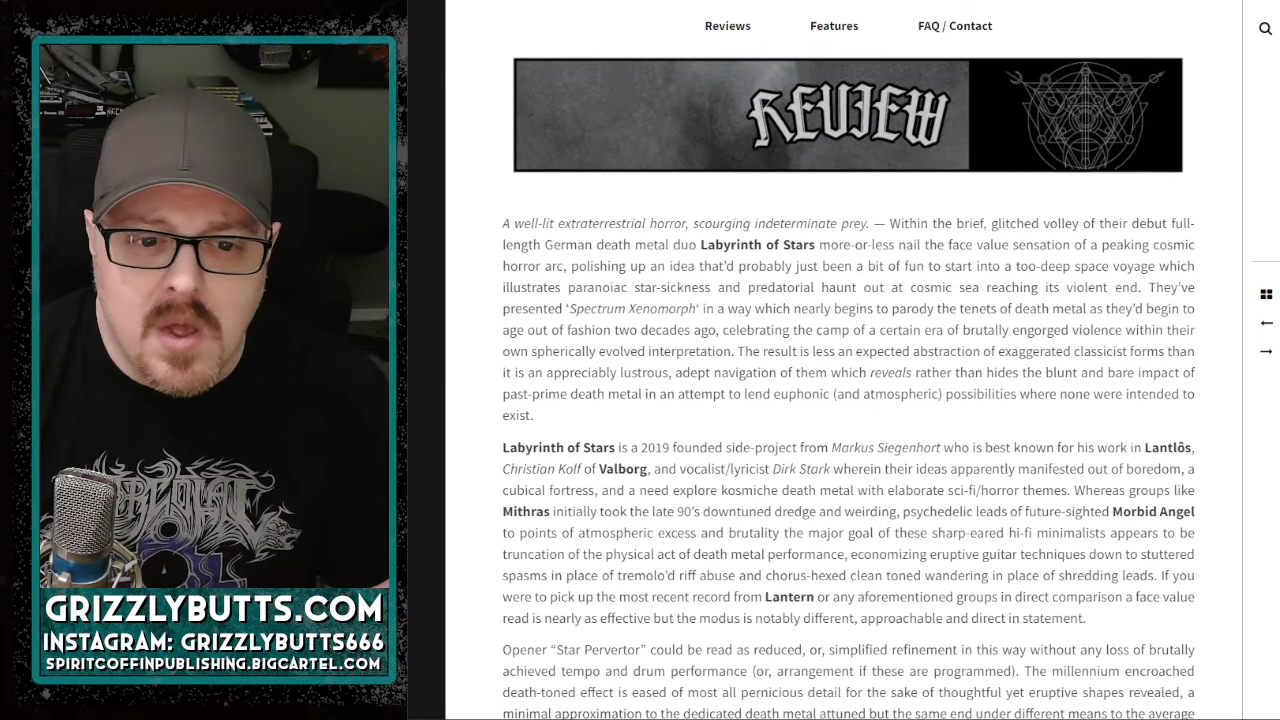 Reviews Features FAQ / Contact
REVIEW
A well-lit extraterrestrial horror, scourging indeterminate prey. — Within the brief, glitched volley of their debut full-
length German death metal duo Labyrinth of Stars more-or-less nail the face value sensation of a peaking cosmic
horror arc, polishing up an idea that'd probably just been a bit of fun to start into a too-deep space voyage which
illustrates paranoiac star-sickness and predatorial haunt out at cosmic sea reaching its violent end. They've
presented ‘Spectrum Xenomorph‘ in a way which nearly begins to parody the tenets of death metal as they'd begin to
age out of fashion two decades ago, celebrating the camp of a certain era of brutally engorged violence within their
own spherically evolved interpretation. The result is less an expected abstraction of exaggerated classicist forms than
it is an appreciably lustrous, adept navigation of them which reveals rather than hides the blunt and bare impact of
past-prime death metal in an attempt to lend euphonic (and atmospheric) possibilities where none were intended to
exist.
Labyrinth of Stars is a 2019 founded side-project from Markus Siegenhort who is best known for his work in Lantlôs,
Christian Kolf of Valborg, and vocalist/lyricist Dirk Stark wherein their ideas apparently manifested out of boredom, a
cubical fortress, and a need explore kosmiche death metal with elaborate sci-fi/horror themes. Whereas groups like
Mithras initially took the late 90's downtuned dredge and weirding, psychedelic leads of future-sighted Morbid Angel
to points of atmospheric excess and brutality the major goal of these sharp-eared hi-fi minimalists appears to be
truncation of the physical act of death metal performance, economizing eruptive guitar techniques down to stuttered
spasms in place of tremolo'd riff abuse and chorus-hexed clean toned wandering in place of shredding leads. If you
were to pick up the most recent record from Lantern or any aforementioned groups in direct comparison a face value
read is nearly as effective but the modus is notably different, approachable and direct in statement.
Opener “Star Pervertor” could be read as reduced, or, simplified refinement in this way without any loss of brutally
achieved tempo and drum performance (or, arrangement if these are programmed). The millennium encroached
death-toned effect is eased of most all pernicious detail for the sake of thoughtful yet eruptive shapes revealed, a
minimal approximation to the dedicated death metal attuned but the same end under different means to the average
GRIZZLYBUTTS.COM
INSTAGRAM: GRIZZLYBUTTS666
SPIRITCOFFINPUBLISHING.BIGCARTEL.COM